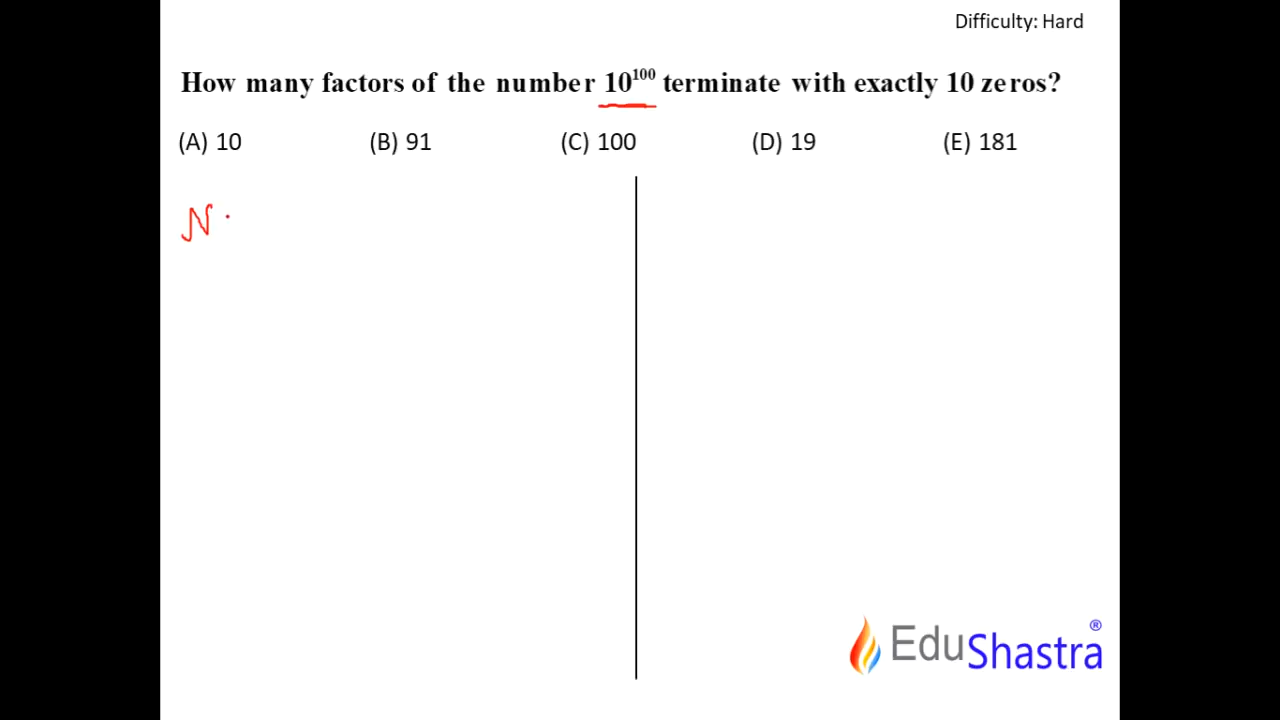 Difficulty: Hard
How many factors of the number 10¹⁰⁰ terminate with exactly 10 zeros?
(A) 10 (B) 91 (C) 100 (D) 19 (E) 181
N
EduShastra®